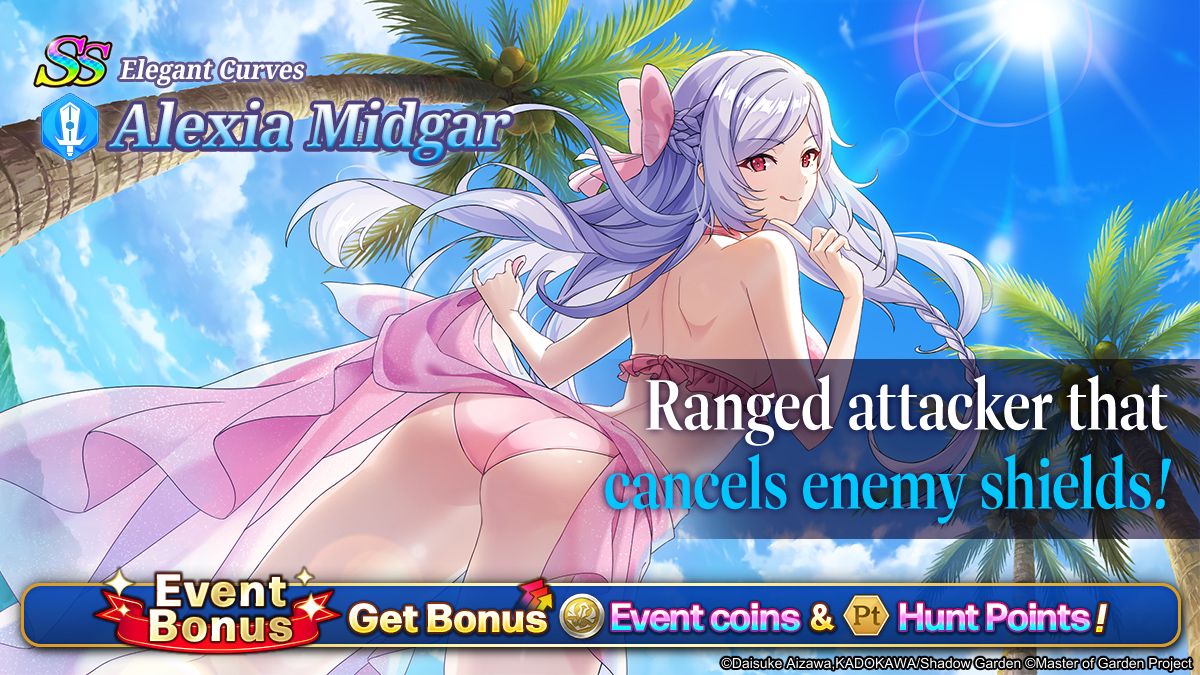 SS Elegant Curves
Alexia Midgar
Ranged attacker that
cancels enemy shields!
Event
Bonus
Get Bonus Event coins & Pt Hunt Points!
©Daisuke Aizawa,KADOKAWA/Shadow Garden ©Master of Garden Project